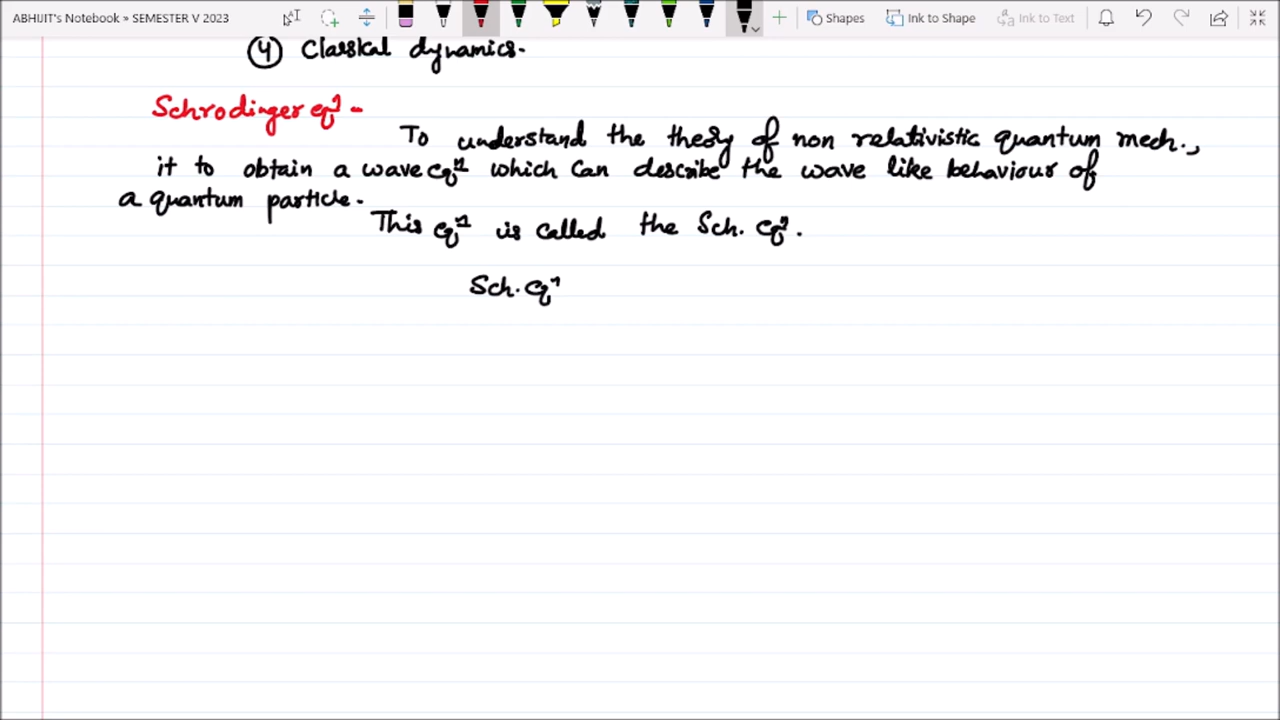 ABHIJIT's Notebook » SEMESTER V 2023
Shapes
Ink to Shape
Ink to Text
④ Classical dynamics.
Schrodinger eqⁿ -
To understand the theory of non relativistic quantum mech.,
it to obtain a wave eqⁿ which can describe the wave like behaviour of
a quantum particle.
This eqⁿ is called the Sch. eqⁿ.
Sch. eqⁿ